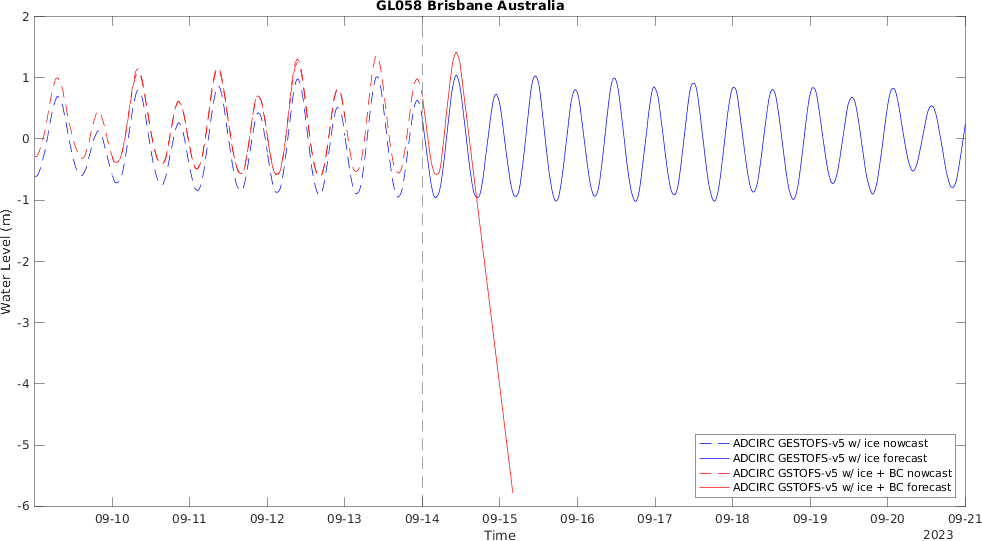 GL058 Brisbane Australia
2
1
0
-1
-2
-3
-4
-5
-6
Water Level (m)
ADCIRC GESTOFS-v5 w/ ice nowcast
ADCIRC GESTOFS-v5 w/ ice forecast
ADCIRC GSTOFS-v5 w/ ice + BC nowcast
ADCIRC GSTOFS-v5 w/ ice + BC forecast
09-10 09-11 09-12 09-13 09-14 09-15 09-16 09-17 09-18 09-19 09-20 09-21
Time 2023